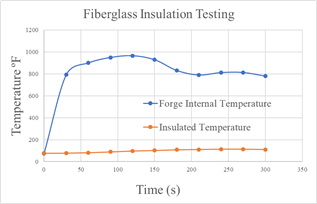 Fiberglass Insulation Testing
1200
1000
800
600
400
200
0
Temperature °F
Forge Internal Temperature
Insulated Temperature
0 50 100 150 200 250 300 350
Time (s)